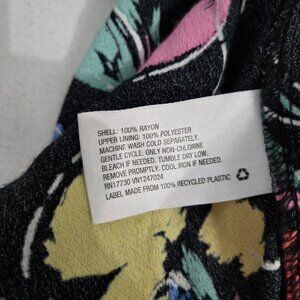 SHELL: 100% RAYON
UPPER LINING: 100% POLYESTER
MACHINE WASH COLD SEPARATELY.
GENTLE CYCLE. ONLY NON-CHLORINE
BLEACH IF NEEDED. TUMBLE DRY LOW.
REMOVE PROMPTLY. COOL IRON IF NEEDED.
RN17730 VN1247024
LABEL MADE FROM 100% RECYCLED PLASTIC